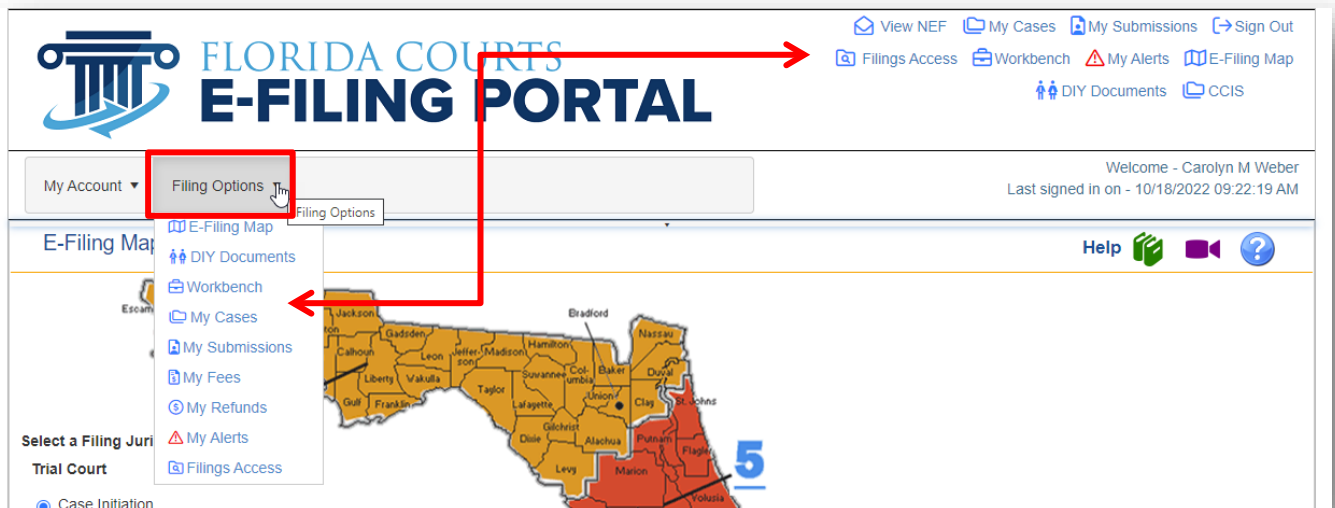 View NEF My Cases My Submissions Sign Out
FLORIDA COURTS
Filings Access Workbench My Alerts E-Filing Map
E-FILING PORTAL
DIY Documents CCIS
My Account Filing Options
Welcome - Carolyn M Weber
Last signed in on - 10/18/2022 09:22:19 AM
Filing Options
E-Filing Map
E-Filing Map
Help
DIY Documents
Workbench
My Cases
My Submissions
My Fees
My Refunds
My Alerts
Filings Access
Escam
Jackson
Bradford
Gadsden
Nassau
Calhoun
Leon
Jeffer-
son
Madison
Hamilton
Suwannee
Col-
umbia
Baker
Duval
Liberty
Wakulla
Taylor
Union
Clay
St. Johns
Gulf
Franklin
Lafayette
Gilchrist
Dixie
Alachua
Putnam
Flagler
Levy
Marion
Volusia
5
Select a Filing Juri
Trial Court
Case Initiation